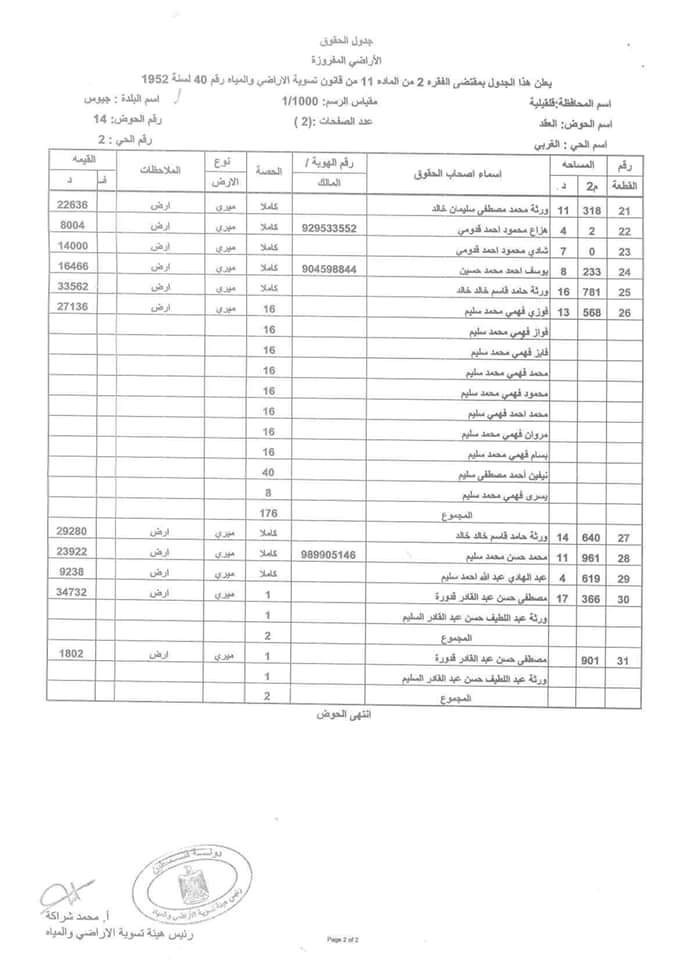 جدول الحقوق
الأراضي المفروزة
يعلن هذا الجدول بمقتضى الفقره 2 من الماده 11 من قانون تسوية الاراضي والمياه رقم 40 لسنة 1952
اسم المحافظة:قلقيلية مقياس الرسم: 1/1000 اسم البلدة : جيوس
اسم الحوض: العقد عدد الصفحات :(2 ) رقم الحوض: 14
اسم الحي : الغربي رقم الحي : 2
رقم القطعة المساحه م2 د. اسماء اصحاب الحقوق رقم الهوية / المالك الحصة نوع الارض الملاحظات القيمه ف د
21 318 11 ورثة محمد مصطفى سليمان خالد كاملا ميري ارض 22636
22 2 4 هزاع محمود احمد قدومي 929533552 كاملا ميري ارض 8004
23 0 7 شادي محمود احمد قدومي كاملا ميري ارض 14000
24 233 8 يوسف احمد محمد حسين 904598844 كاملا ميري ارض 16466
25 781 16 ورثة حامد قاسم خالد خالد كاملا ميري ارض 33562
26 568 13 فوزي فهمي محمد سليم 16 ميري ارض 27136
فواز فهمي محمد سليم 16
فايز فهمي محمد سليم 16
محمد فهمي محمد سليم 16
محمود فهمي محمد سليم 16
محمد احمد فهمي سليم 16
مروان فهمي محمد سليم 16
بسام فهمي محمد سليم 16
نيفين أحمد مصطفى سليم 40
يسرى فهمي محمد سليم 8
المجموع 176
27 640 14 ورثة حامد قاسم خالد خالد كاملا ميري ارض 29280
28 961 11 محمد حسن محمد سليم 989905146 كاملا ميري ارض 23922
29 619 4 عبد الهادي عبد الله احمد سليم كاملا ميري ارض 9238
30 366 17 مصطفى حسن عبد القادر قدورة 1 ميري ارض 34732
ورثة عبد اللطيف حسن عبد القادر السليم 1
المجموع 2
31 901 مصطفى حسن عبد القادر قدورة 1 ميري ارض 1802
ورثة عبد اللطيف حسن عبد القادر السليم 1
المجموع 2
انتهى الحوض
دولة فلسطين
رئيس هيئة تسوية الأراضي والمياه
أ. محمد شراكة
رئيس هيئة تسوية الاراضي والمياه
Page 2 of 2